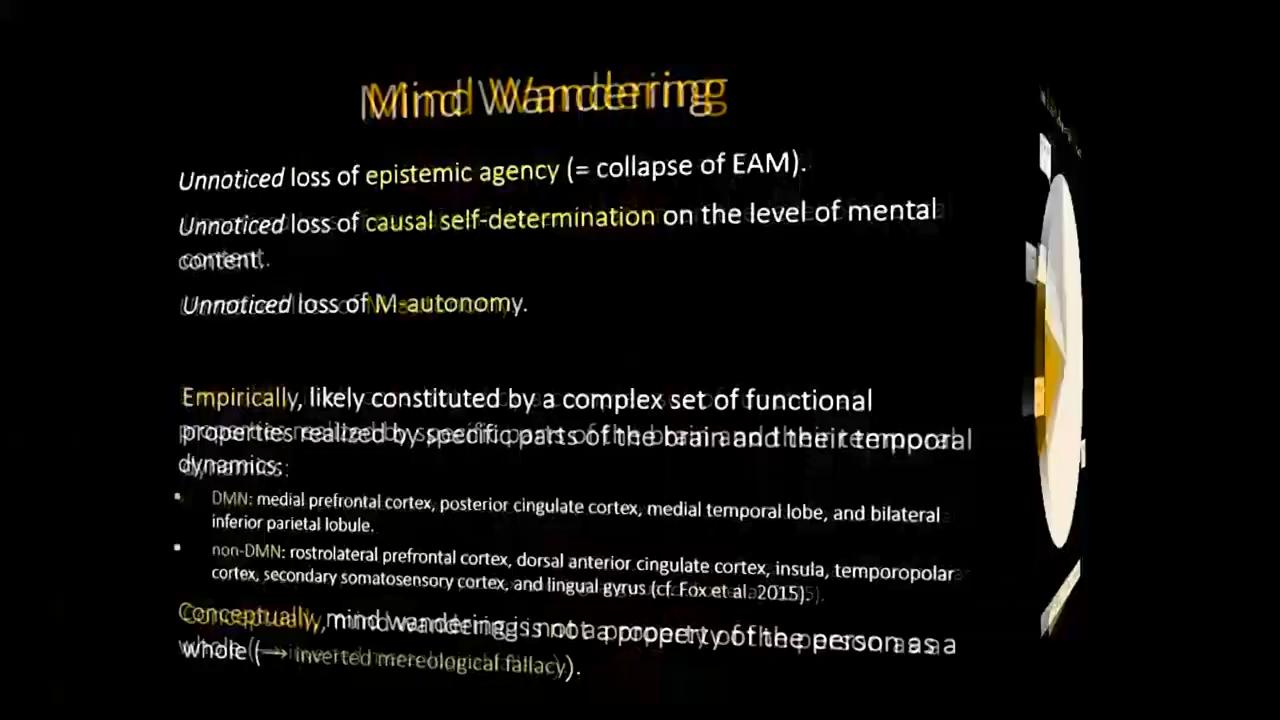 Mind Wandering
Unnoticed loss of epistemic agency (= collapse of EAM).
Unnoticed loss of causal self-determination on the level of mental
content.
Unnoticed loss of M-autonomy.
Empirically, likely constituted by a complex set of functional
properties realized by specific parts of the brain and their temporal
dynamics:
▪ DMN: medial prefrontal cortex, posterior cingulate cortex, medial temporal lobe, and bilateral
inferior parietal lobule.
▪ non-DMN: rostrolateral prefrontal cortex, dorsal anterior cingulate cortex, insula, temporopolar
cortex, secondary somatosensory cortex, and lingual gyrus (cf. Fox et al. 2015).
Conceptually, mind wandering is not a property of the person as a
whole (→ inverted mereological fallacy).